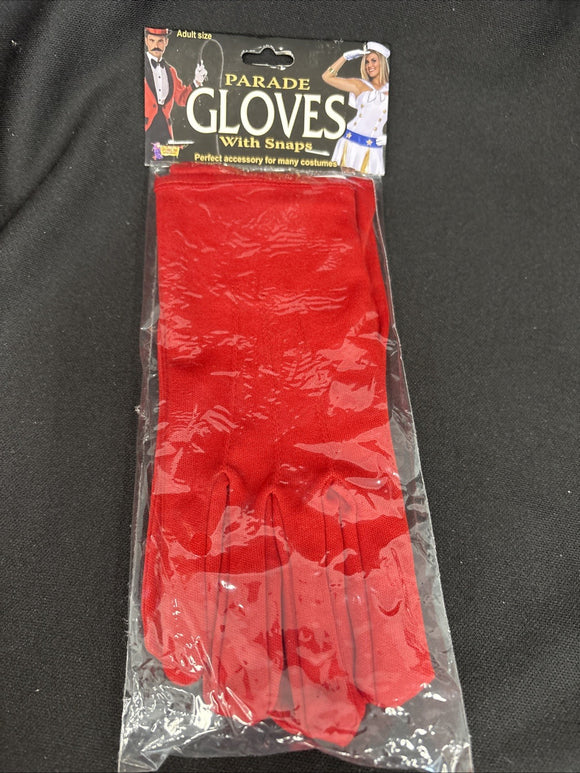 Adult size
PARADE
GLOVES
With Snaps
Perfect accessory for many costumes